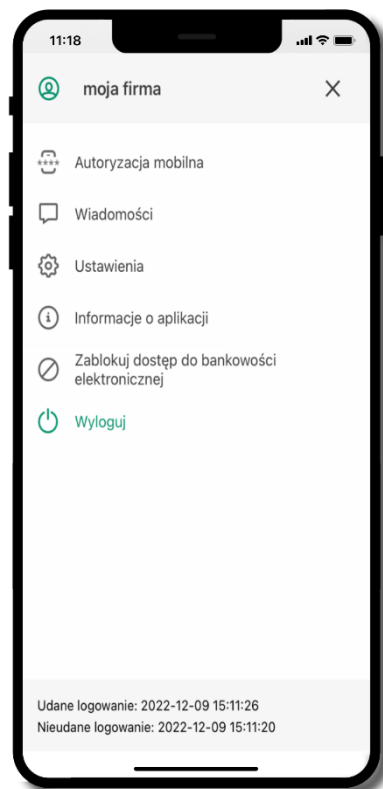 11:18
moja firma
Autoryzacja mobilna
Wiadomości
Ustawienia
Informacje o aplikacji
Zablokuj dostęp do bankowości
elektronicznej
Wyloguj
Udane logowanie: 2022-12-09 15:11:26
Nieudane logowanie: 2022-12-09 15:11:20